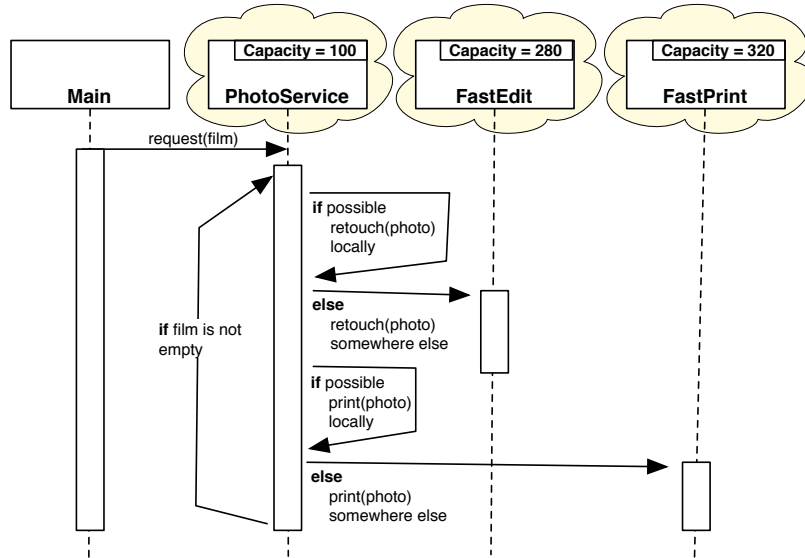 Capacity = 100
Capacity = 280
Capacity = 320
Main
PhotoService
FastEdit
FastPrint
request(film)
if possible
retouch(photo)
locally
else
retouch(photo)
somewhere else
if film is not
empty
if possible
print(photo)
locally
else
print(photo)
somewhere else